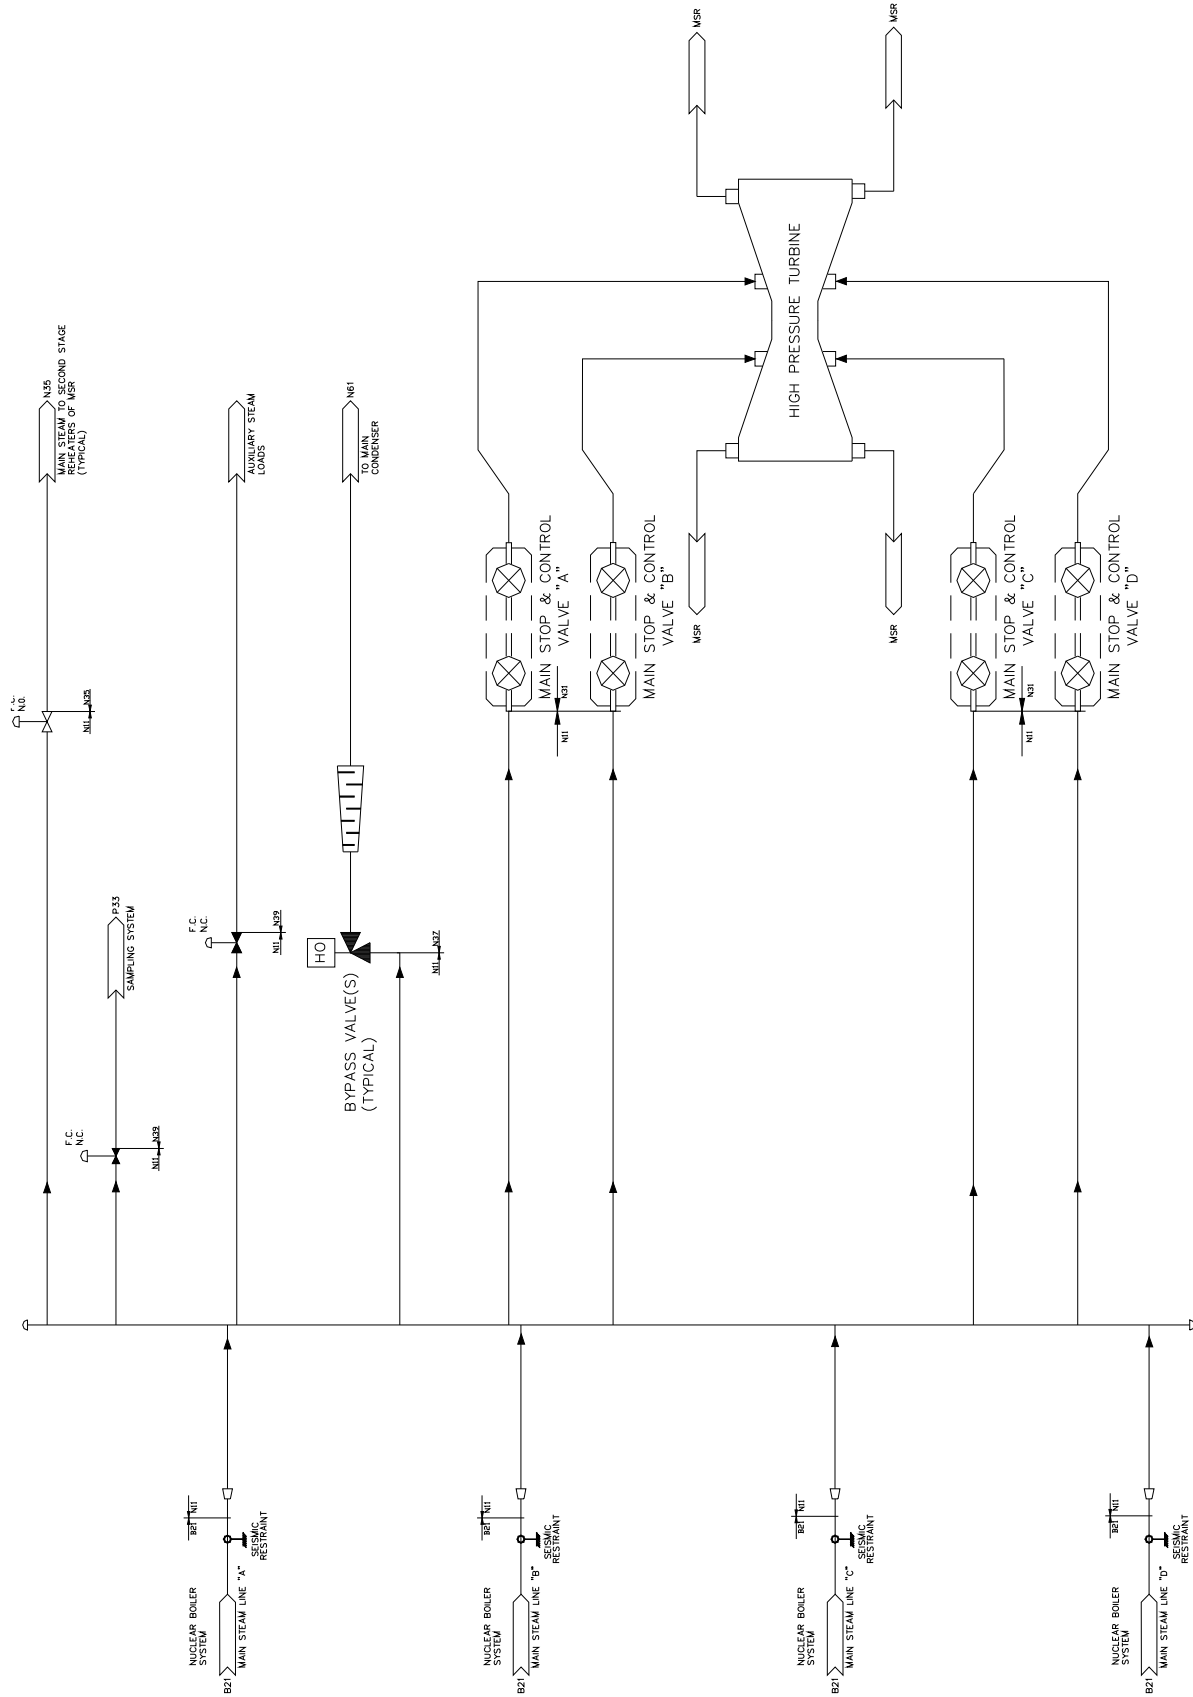 MSR
MSR
HIGH PRESSURE TURBINE
N35
MAIN STEAM TO SECOND STAGE
REHEATERS OF MSR
(TYPICAL)
AUXILIARY STEAM
LOADS
N61
TO MAIN
CONDENSER
MSR
MSR
MAIN STOP & CONTROL
VALVE "A"
MAIN STOP & CONTROL
VALVE "B"
MAIN STOP & CONTROL
VALVE "C"
MAIN STOP & CONTROL
VALVE "D"
F.C.
N.O.
N11
N35
N31
N11
N31
N11
P33
SAMPLING SYSTEM
F.C.
N.C.
N11
N39
F.C.
N.C.
N11
N39
HO
N11
N37
BYPASS VALVE(S)
(TYPICAL)
B21
N11
SEISMIC
RESTRAINT
NUCLEAR BOILER
SYSTEM
MAIN STEAM LINE "A"
B21
B21
N11
SEISMIC
RESTRAINT
NUCLEAR BOILER
SYSTEM
MAIN STEAM LINE "B"
B21
B21
N11
SEISMIC
RESTRAINT
NUCLEAR BOILER
SYSTEM
MAIN STEAM LINE "C"
B21
B21
N11
SEISMIC
RESTRAINT
NUCLEAR BOILER
SYSTEM
MAIN STEAM LINE "D"
B21